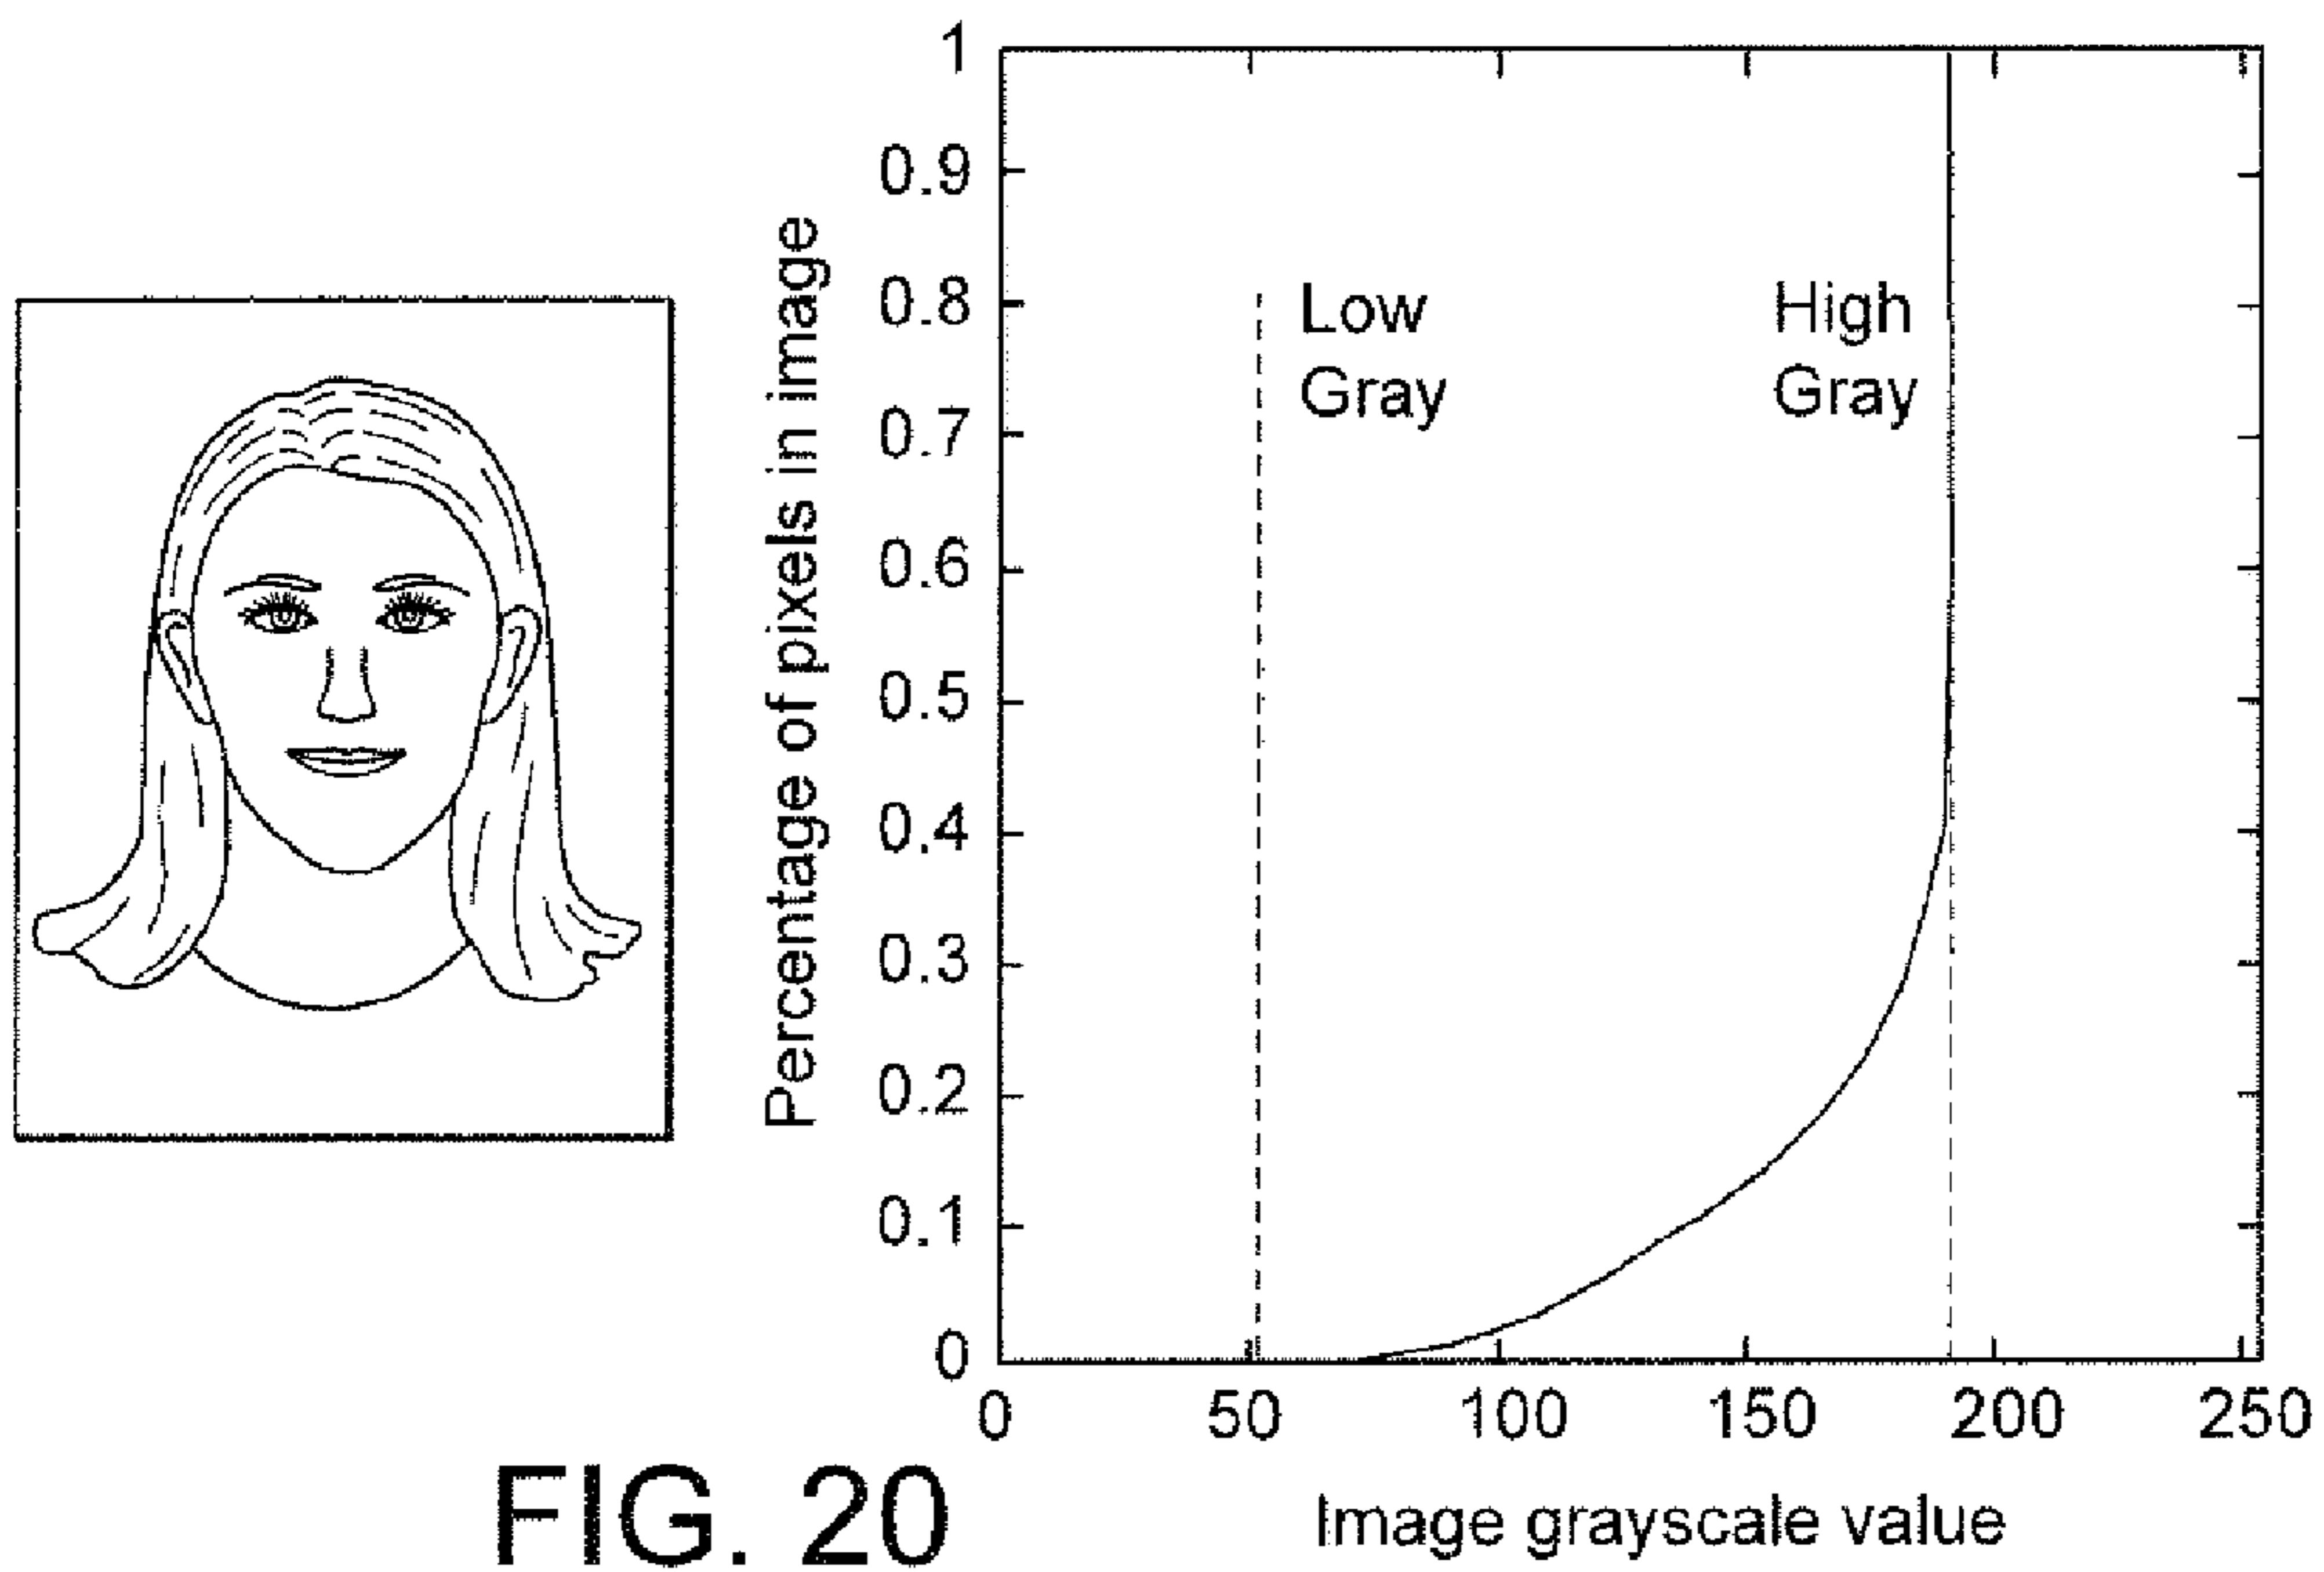 Percentage of pixels in image
1
0.9
0.8
0.7
0.6
0.5
0.4
0.3
0.2
0.1
0
Low
Gray
High
Gray
0 50 100 150 200 250
Image grayscale value
FIG. 20